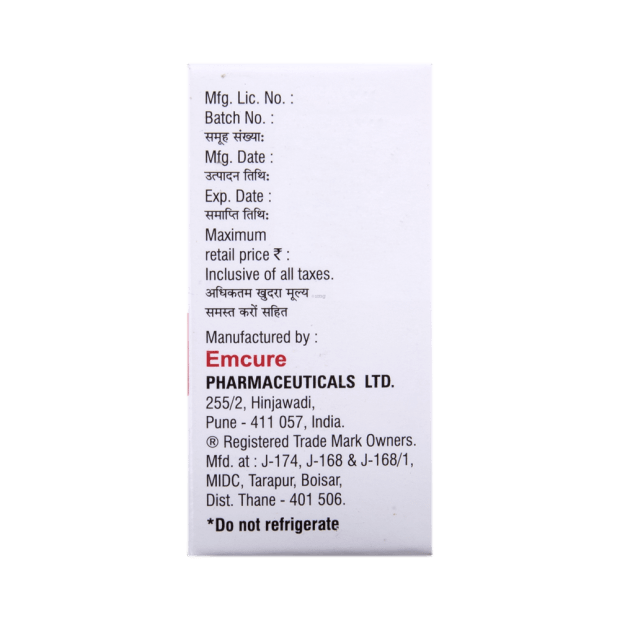 Mfg. Lic. No. :
Batch No. :
समूह संख्या:
Mfg. Date :
उत्पादन तिथि:
Exp. Date :
समाप्ति तिथि:
Maximum
retail price ₹ :
Inclusive of all taxes.
अधिकतम खुदरा मूल्य
समस्त करों सहित
Manufactured by :
Emcure
PHARMACEUTICALS LTD.
255/2, Hinjawadi,
Pune - 411 057, India.
® Registered Trade Mark Owners.
Mfd. at : J-174, J-168 & J-168/1,
MIDC, Tarapur, Boisar,
Dist. Thane - 401 506.
*Do not refrigerate